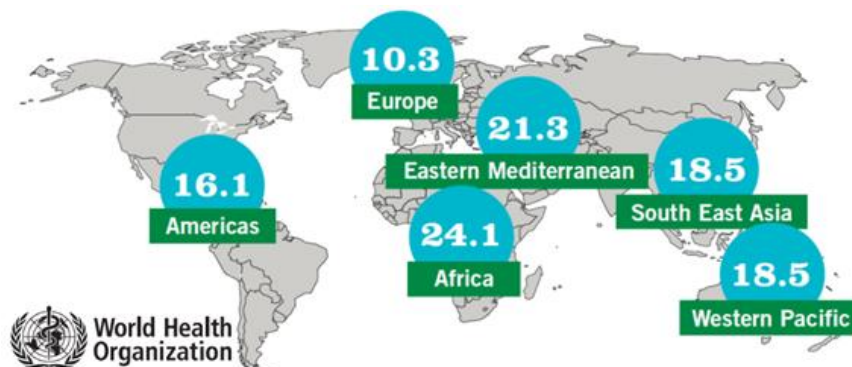 10.3
Europe
21.3
Eastern Mediterranean
18.5
South East Asia
16.1
Americas
24.1
Africa
18.5
Western Pacific
World Health
Organization